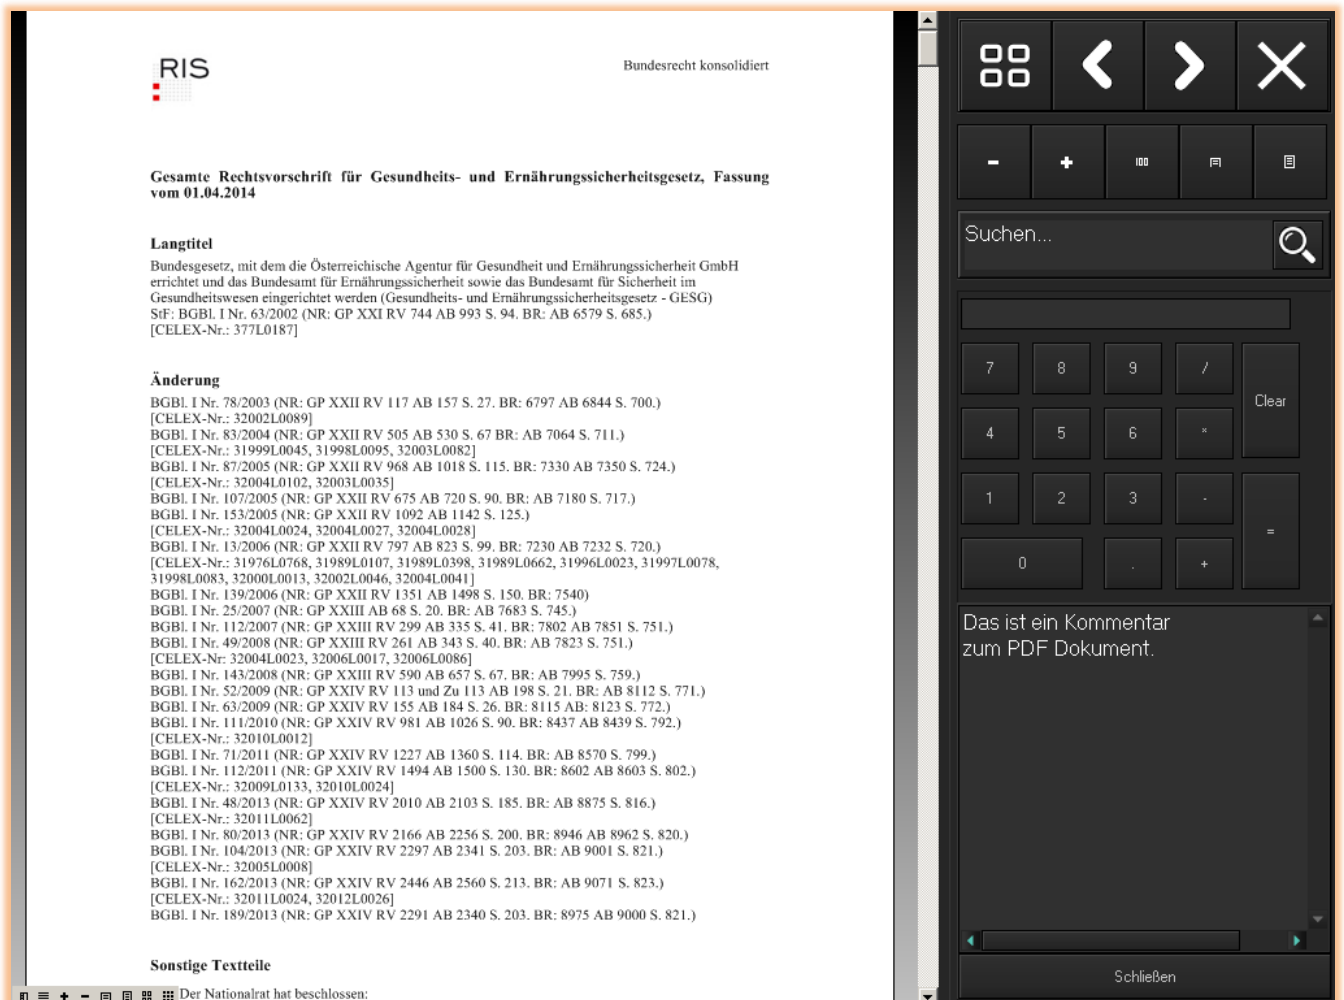 RIS
Bundesrecht konsolidiert
Gesamte Rechtsvorschrift für Gesundheits- und Ernährungssicherheitsgesetz, Fassung
vom 01.04.2014
Langtitel
Bundesgesetz, mit dem die Österreichische Agentur für Gesundheit und Ernährungssicherheit GmbH
errichtet und das Bundesamt für Ernährungssicherheit sowie das Bundesamt für Sicherheit im
Gesundheitswesen eingerichtet werden (Gesundheits- und Ernährungssicherheitsgesetz - GESG)
StF: BGBl. I Nr. 63/2002 (NR: GP XXI RV 744 AB 993 S. 94. BR: AB 6579 S. 685.)
[CELEX-Nr.: 377L0187]
Änderung
BGBl. I Nr. 78/2003 (NR: GP XXII RV 117 AB 157 S. 27. BR: 6797 AB 6844 S. 700.)
[CELEX-Nr.: 32002L0089]
BGBl. I Nr. 83/2004 (NR: GP XXII RV 505 AB 530 S. 67 BR: AB 7064 S. 711.)
[CELEX-Nr.: 31999L0045, 31998L0095, 32003L0082]
BGBl. I Nr. 87/2005 (NR: GP XXII RV 968 AB 1018 S. 115. BR: 7330 AB 7350 S. 724.)
[CELEX-Nr.: 32004L0102, 32003L0035]
BGBl. I Nr. 107/2005 (NR: GP XXII RV 675 AB 720 S. 90. BR: AB 7180 S. 717.)
BGBl. I Nr. 153/2005 (NR: GP XXII RV 1092 AB 1142 S. 125.)
[CELEX-Nr.: 32004L0024, 32004L0027, 32004L0028]
BGBl. I Nr. 13/2006 (NR: GP XXII RV 797 AB 823 S. 99. BR: 7230 AB 7232 S. 720.)
[CELEX-Nr.: 31976L0768, 31989L0107, 31989L0398, 31989L0662, 31996L0023, 31997L0078,
31998L0083, 32000L0013, 32002L0046, 32004L0041]
BGBl. I Nr. 139/2006 (NR: GP XXII RV 1351 AB 1498 S. 150. BR: 7540)
BGBl. I Nr. 25/2007 (NR: GP XXIII AB 68 S. 20. BR: AB 7683 S. 745.)
BGBl. I Nr. 112/2007 (NR: GP XXIII RV 299 AB 335 S. 41. BR: 7802 AB 7851 S. 751.)
BGBl. I Nr. 49/2008 (NR: GP XXIII RV 261 AB 343 S. 40. BR: AB 7823 S. 751.)
[CELEX-Nr: 32004L0023, 32006L0017, 32006L0086]
BGBl. I Nr. 143/2008 (NR: GP XXIII RV 590 AB 657 S. 67. BR: AB 7995 S. 759.)
BGBl. I Nr. 52/2009 (NR: GP XXIV RV 113 und Zu 113 AB 198 S. 21. BR: AB 8112 S. 771.)
BGBl. I Nr. 63/2009 (NR: GP XXIV RV 155 AB 184 S. 26. BR: 8115 AB: 8123 S. 772.)
BGBl. I Nr. 111/2010 (NR: GP XXIV RV 981 AB 1026 S. 90. BR: 8437 AB 8439 S. 792.)
[CELEX-Nr.: 32010L0012]
BGBl. I Nr. 71/2011 (NR: GP XXIV RV 1227 AB 1360 S. 114. BR: AB 8570 S. 799.)
BGBl. I Nr. 112/2011 (NR: GP XXIV RV 1494 AB 1500 S. 130. BR: 8602 AB 8603 S. 802.)
[CELEX-Nr.: 32009L0133, 32010L0024]
BGBl. I Nr. 48/2013 (NR: GP XXIV RV 2010 AB 2103 S. 185. BR: AB 8875 S. 816.)
[CELEX-Nr.: 32011L0062]
BGBl. I Nr. 80/2013 (NR: GP XXIV RV 2166 AB 2256 S. 200. BR: 8946 AB 8962 S. 820.)
BGBl. I Nr. 104/2013 (NR: GP XXIV RV 2297 AB 2341 S. 203. BR: AB 9001 S. 821.)
[CELEX-Nr.: 32005L0008]
BGBl. I Nr. 162/2013 (NR: GP XXIV RV 2446 AB 2560 S. 213. BR: AB 9071 S. 823.)
[CELEX-Nr.: 32011L0024, 32012L0026]
BGBl. I Nr. 189/2013 (NR: GP XXIV RV 2291 AB 2340 S. 203. BR: 8975 AB 9000 S. 821.)
Sonstige Textteile
Der Nationalrat hat beschlossen:
- + 100
Suchen...
7 8 9 / Clear
4 5 6 *
1 2 3 - =
0 . +
Das ist ein Kommentar
zum PDF Dokument.
Schließen